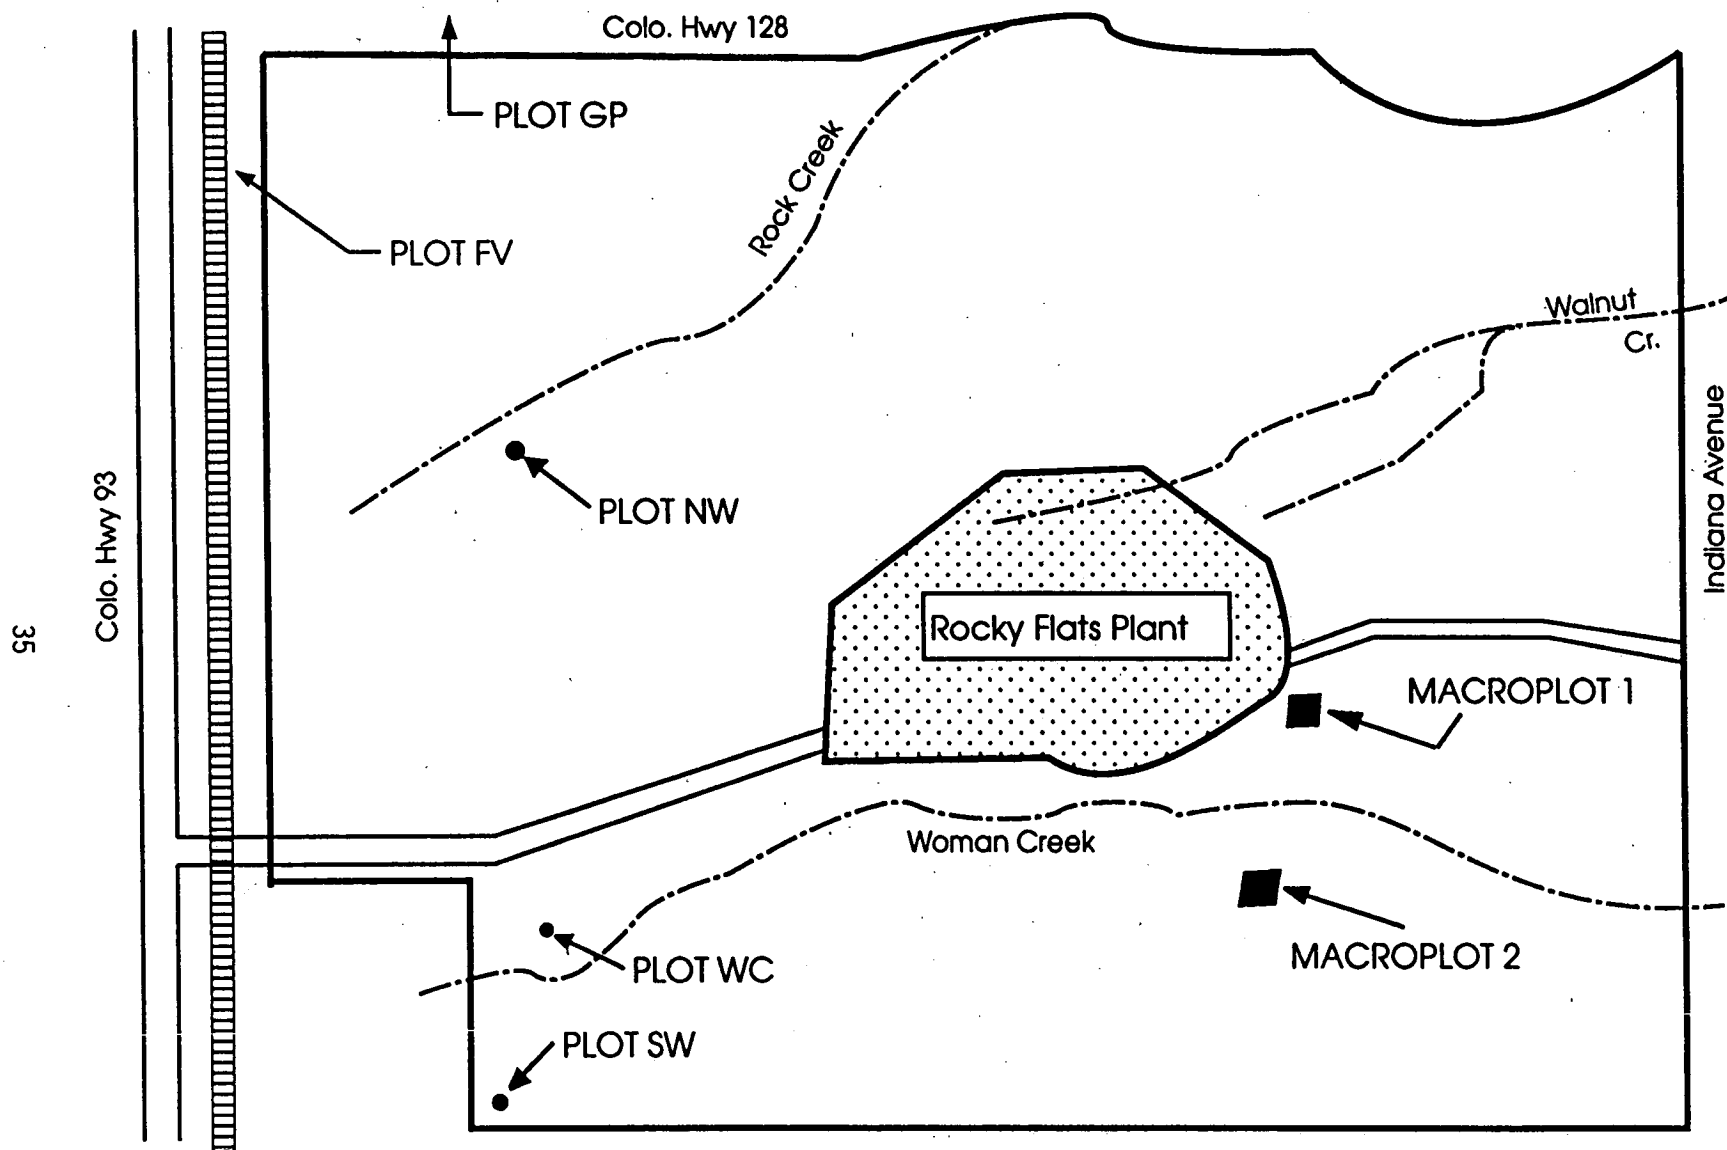 Colo. Hwy 128
PLOT GP
Rock Creek
PLOT FV
Walnut
Cr.
Indiana Avenue
Colo. Hwy 93
PLOT NW
Rocky Flats Plant
35
MACROPLOT 1
Woman Creek
MACROPLOT 2
PLOT WC
PLOT SW